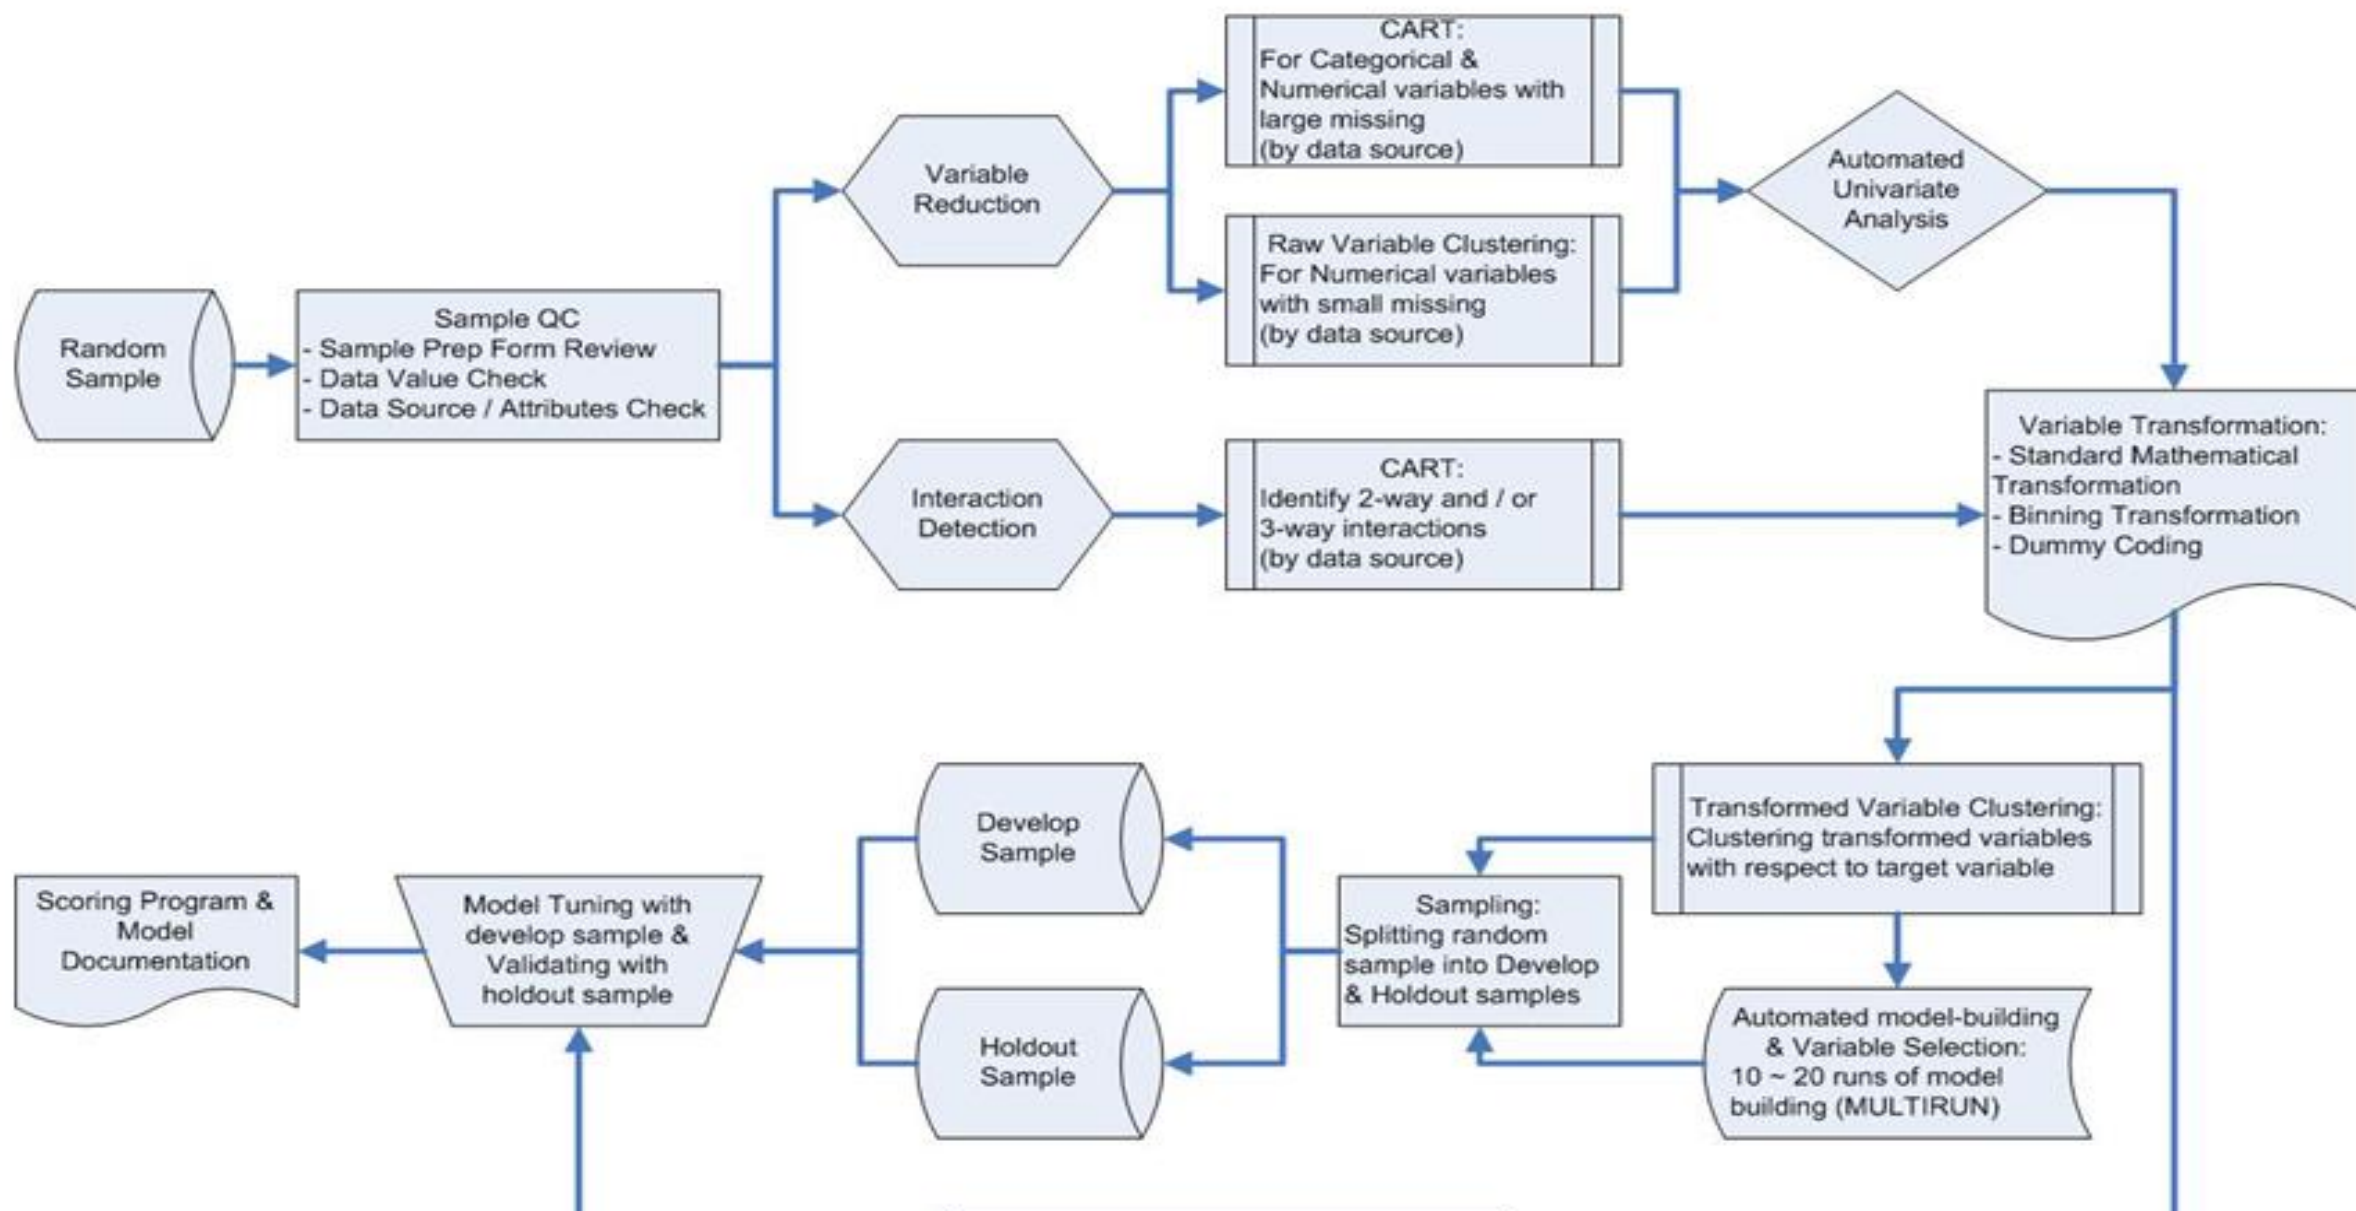 CART:
For Categorical &
Numerical variables with
large missing
(by data source)
Variable
Reduction
Automated
Univariate
Analysis
Raw Variable Clustering:
For Numerical variables
with small missing
(by data source)
Random
Sample
Sample QC
- Sample Prep Form Review
- Data Value Check
- Data Source / Attributes Check
Interaction
Detection
CART:
Identify 2-way and / or
3-way interactions
(by data source)
Variable Transformation:
- Standard Mathematical
Transformation
- Binning Transformation
- Dummy Coding
Transformed Variable Clustering:
Clustering transformed variables
with respect to target variable
Develop
Sample
Sampling:
Splitting random
sample into Develop
& Holdout samples
Scoring Program &
Model
Documentation
Model Tuning with
develop sample &
Validating with
holdout sample
Holdout
Sample
Automated model-building
& Variable Selection:
10 ~ 20 runs of model
building (MULTIRUN)